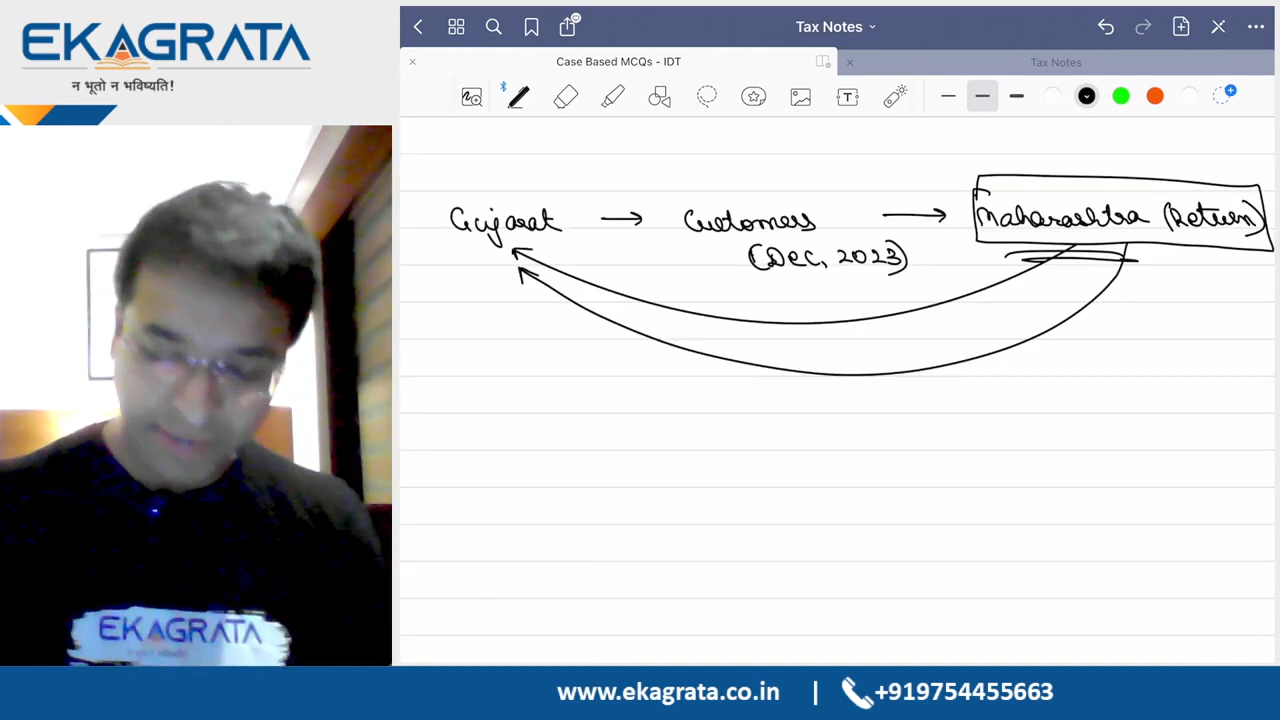 EKAGRATA
न भूतो न भविष्यति!
Tax Notes
Case Based MCQs - IDT
Tax Notes
Gujarat → Customers → Maharashtra (Return)
(Dec, 2023)
EKAGRATA
www.ekagrata.co.in | +919754455663